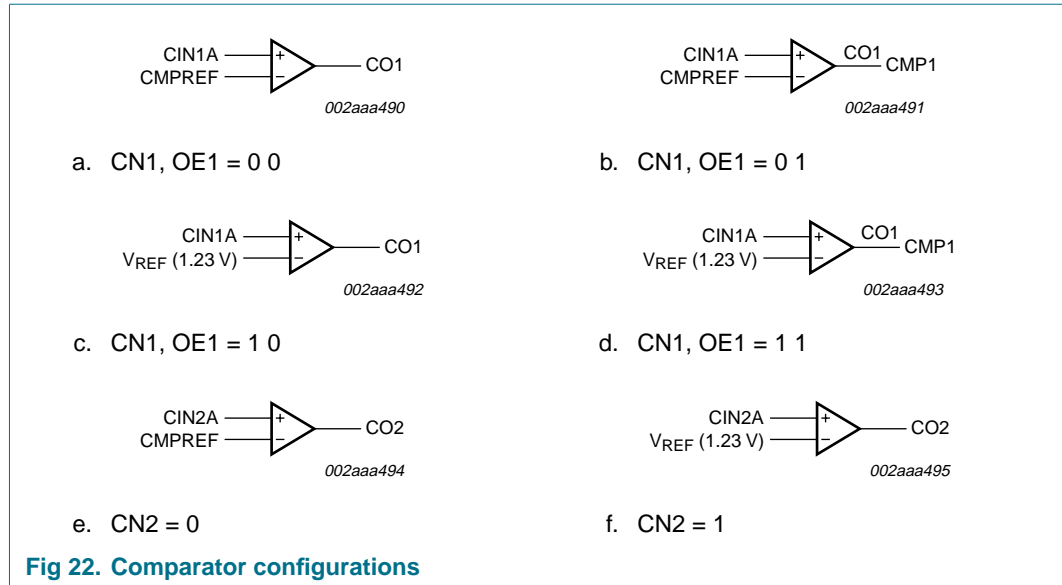 CIN1A
CMPREF
+
−
CO1
002aaa490
a. CN1, OE1 = 0 0
CIN1A
CMPREF
+
−
CO1
CMP1
002aaa491
b. CN1, OE1 = 0 1
CIN1A
VREF (1.23 V)
+
−
CO1
002aaa492
c. CN1, OE1 = 1 0
CIN1A
VREF (1.23 V)
+
−
CO1
CMP1
002aaa493
d. CN1, OE1 = 1 1
CIN2A
CMPREF
+
−
CO2
002aaa494
e. CN2 = 0
CIN2A
VREF (1.23 V)
+
−
CO2
002aaa495
f. CN2 = 1
Fig 22. Comparator configurations